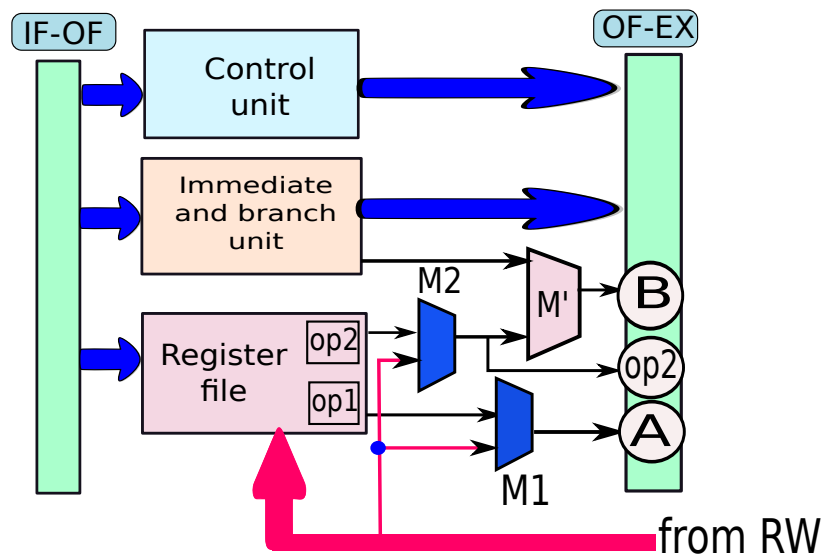 IF-OF
OF-EX
Control
unit
Immediate
and branch
unit
M2
M'
B
Register
file
op2
op2
op1
A
M1
from RW